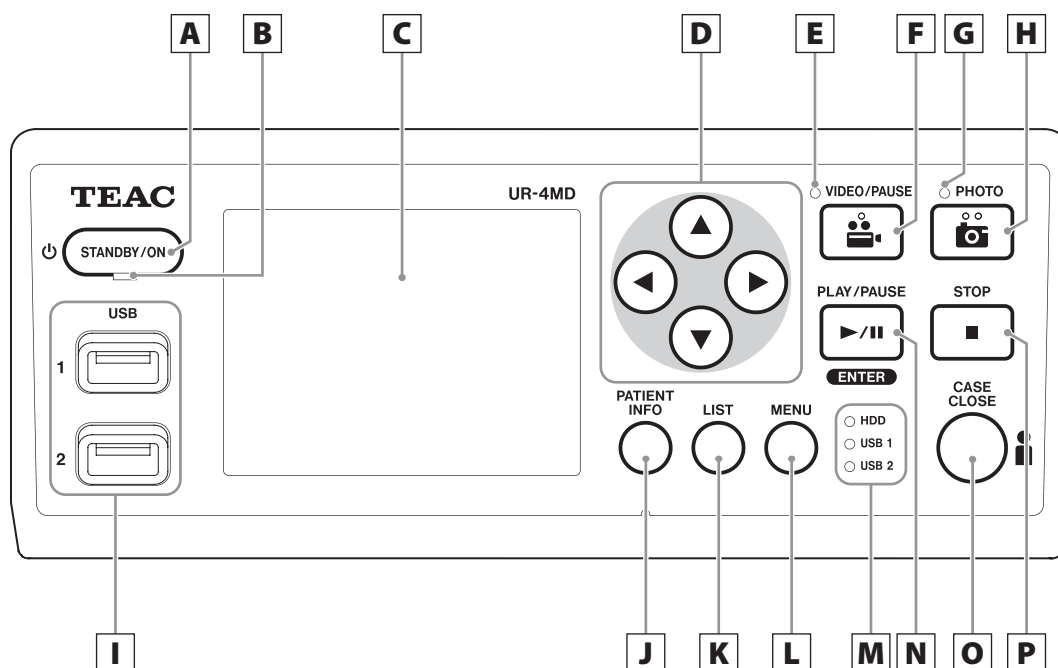 A B C D E F G H
TEAC
UR-4MD
VIDEO/PAUSE
PHOTO
STANDBY/ON
USB
1
2
PLAY/PAUSE
STOP
ENTER
PATIENT
INFO
LIST
MENU
HDD
USB 1
USB 2
CASE
CLOSE
I J K L M N O P